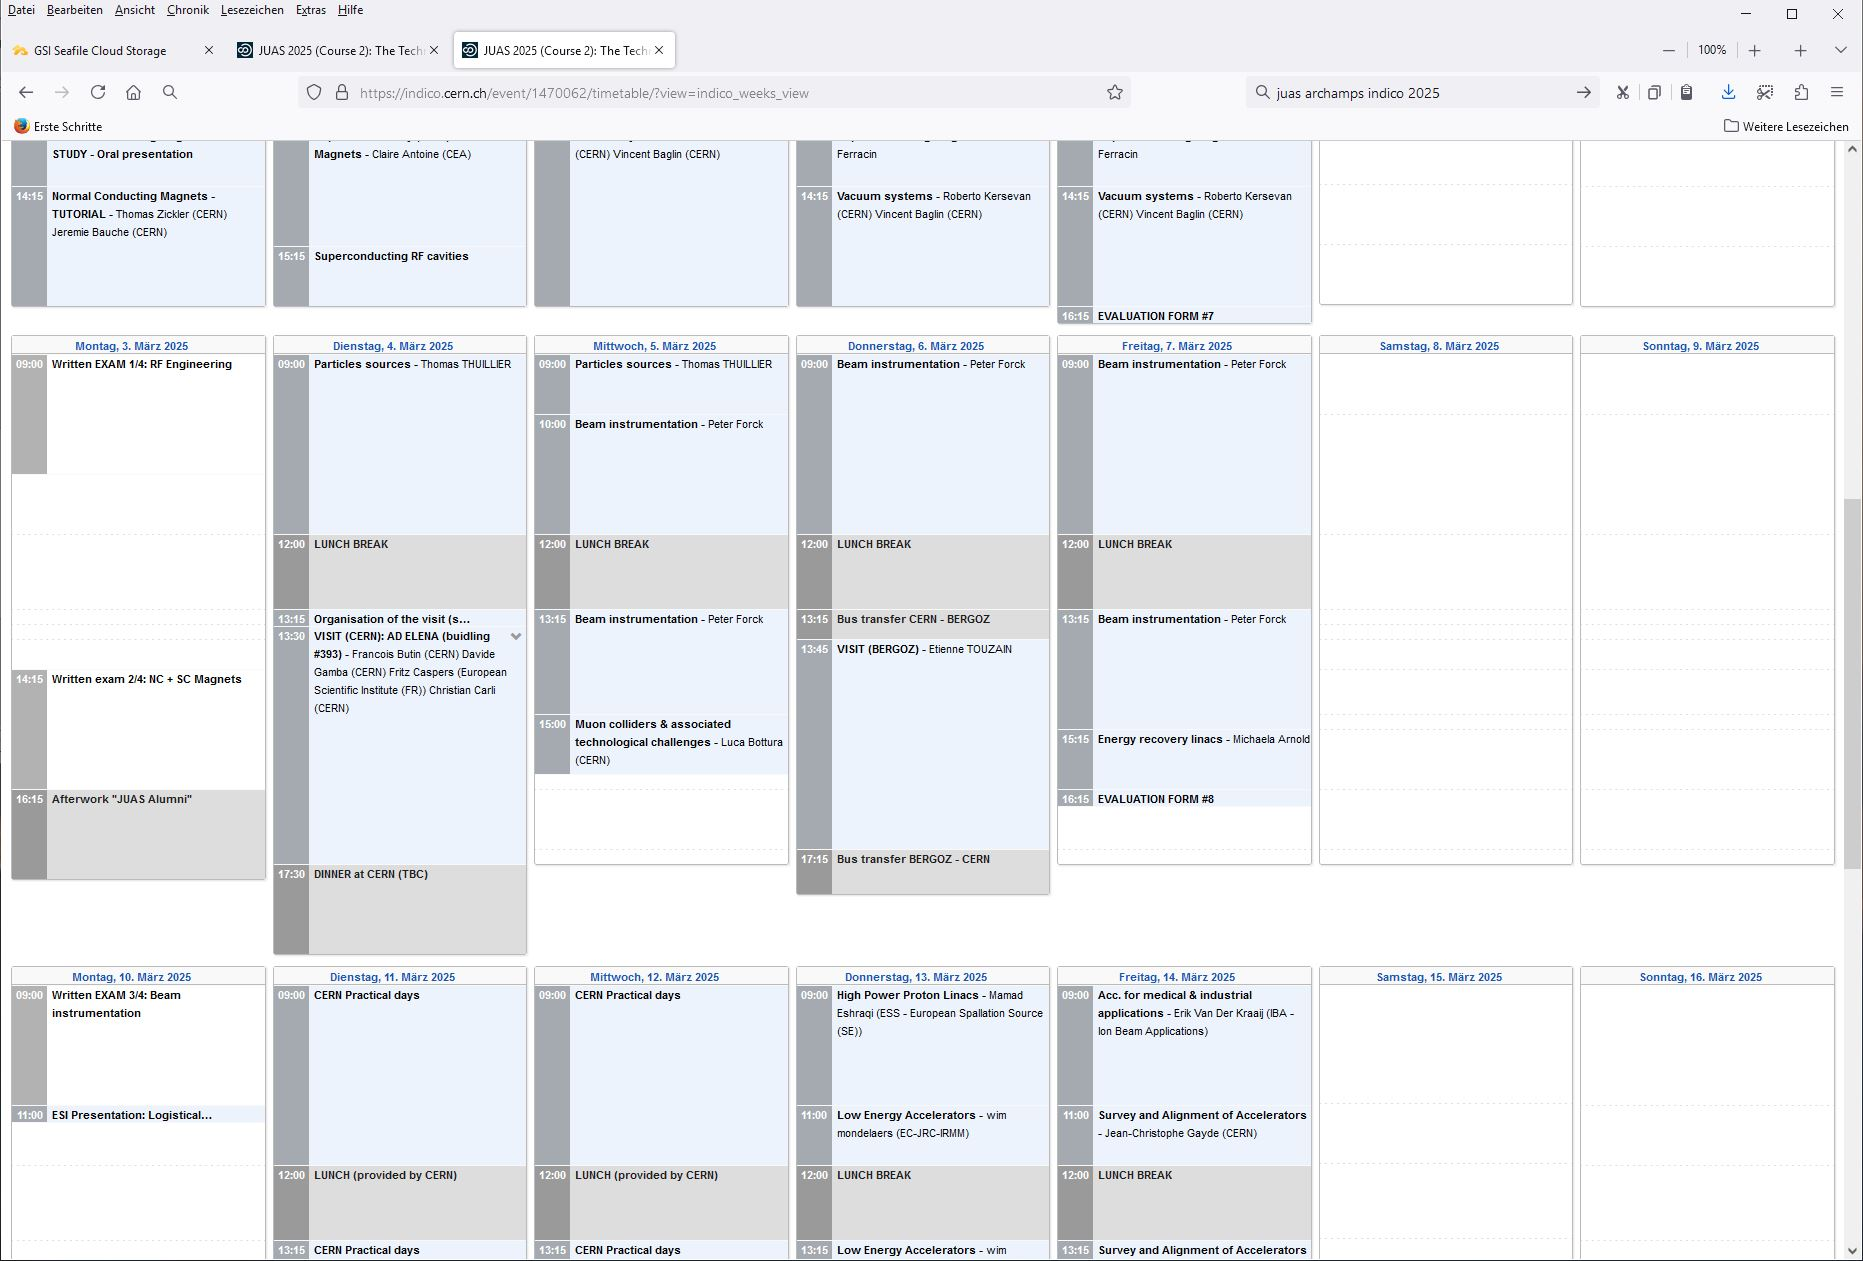 Datei Bearbeiten Ansicht Chronik Lesezeichen Extras Hilfe
GSI Seafile Cloud Storage
JUAS 2025 (Course 2): The Tech
JUAS 2025 (Course 2): The Tech
100%
https://indico.cern.ch/event/1470062/timetable/?view=indico_weeks_view
juas archamps indico 2025
Erste Schritte
Weitere Lesezeichen
STUDY - Oral presentation
14:15 Normal Conducting Magnets -
TUTORIAL - Thomas Zickler (CERN)
Jeremie Bauche (CERN)
Magnets - Claire Antoine (CEA)
15:15 Superconducting RF cavities
(CERN) Vincent Baglin (CERN)
Ferracin
14:15 Vacuum systems - Roberto Kersevan
(CERN) Vincent Baglin (CERN)
Ferracin
14:15 Vacuum systems - Roberto Kersevan
(CERN) Vincent Baglin (CERN)
16:15 EVALUATION FORM #7
Montag, 3. März 2025
09:00 Written EXAM 1/4: RF Engineering
14:15 Written exam 2/4: NC + SC Magnets
16:15 Afterwork "JUAS Alumni"
Dienstag, 4. März 2025
09:00 Particles sources - Thomas THUILLIER
12:00 LUNCH BREAK
13:15 Organisation of the visit (s...
13:30 VISIT (CERN): AD ELENA (buidling
#393) - Francois Butin (CERN) Davide
Gamba (CERN) Fritz Caspers (European
Scientific Institute (FR)) Christian Carli
(CERN)
17:30 DINNER at CERN (TBC)
Mittwoch, 5. März 2025
09:00 Particles sources - Thomas THUILLIER
10:00 Beam instrumentation - Peter Forck
12:00 LUNCH BREAK
13:15 Beam instrumentation - Peter Forck
15:00 Muon colliders & associated
technological challenges - Luca Bottura
(CERN)
Donnerstag, 6. März 2025
09:00 Beam instrumentation - Peter Forck
12:00 LUNCH BREAK
13:15 Bus transfer CERN - BERGOZ
13:45 VISIT (BERGOZ) - Etienne TOUZAIN
17:15 Bus transfer BERGOZ - CERN
Freitag, 7. März 2025
09:00 Beam instrumentation - Peter Forck
12:00 LUNCH BREAK
13:15 Beam instrumentation - Peter Forck
15:15 Energy recovery linacs - Michaela Arnold
16:15 EVALUATION FORM #8
Samstag, 8. März 2025
Sonntag, 9. März 2025
Montag, 10. März 2025
09:00 Written EXAM 3/4: Beam
instrumentation
11:00 ESI Presentation: Logistical...
Dienstag, 11. März 2025
09:00 CERN Practical days
12:00 LUNCH (provided by CERN)
13:15 CERN Practical days
Mittwoch, 12. März 2025
09:00 CERN Practical days
12:00 LUNCH (provided by CERN)
13:15 CERN Practical days
Donnerstag, 13. März 2025
09:00 High Power Proton Linacs - Mamad
Eshraqi (ESS - European Spallation Source
(SE))
11:00 Low Energy Accelerators - wim
mondelaers (EC-JRC-IRMM)
12:00 LUNCH BREAK
13:15 Low Energy Accelerators - wim
Freitag, 14. März 2025
09:00 Acc. for medical & industrial
applications - Erik Van Der Kraaij (IBA -
Ion Beam Applications)
11:00 Survey and Alignment of Accelerators
- Jean-Christophe Gayde (CERN)
12:00 LUNCH BREAK
13:15 Survey and Alignment of Accelerators
Samstag, 15. März 2025
Sonntag, 16. März 2025